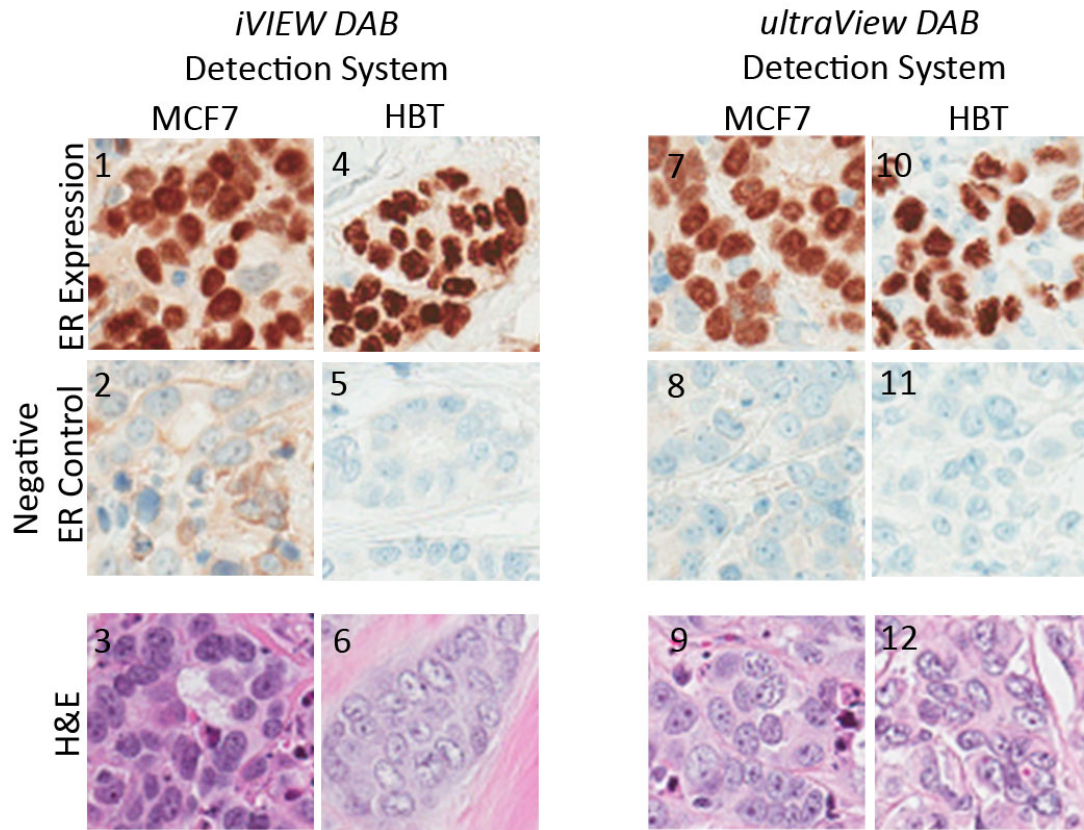 iVIEW DAB
Detection System
ultraView DAB
Detection System
MCF7
HBT
MCF7
HBT
ER Expression
1
4
7
10
Negative
ER Control
2
5
8
11
H&E
3
6
9
12